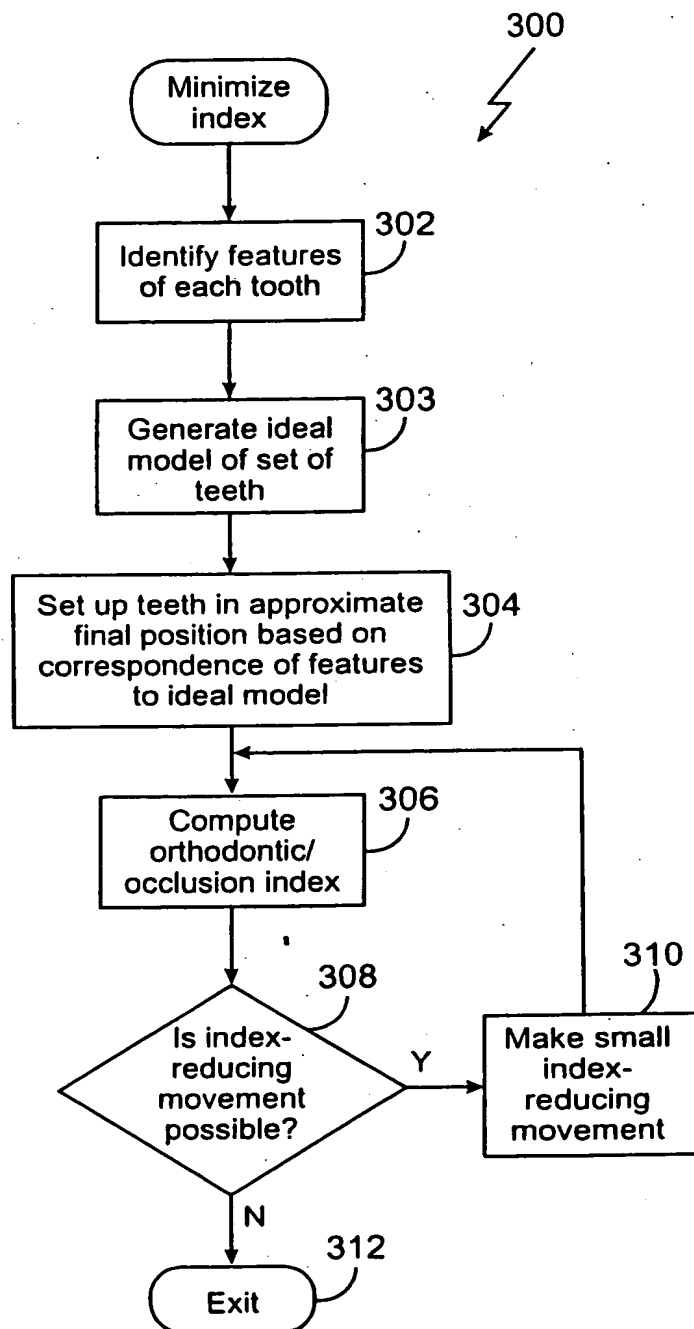 300
Minimize
index
302
Identify features
of each tooth
303
Generate ideal
model of set of
teeth
304
Set up teeth in approximate
final position based on
correspondence of features
to ideal model
306
Compute
orthodontic/
occlusion index
308
Is index-
reducing
movement
possible?
Y
310
Make small
index-
reducing
movement
N
312
Exit